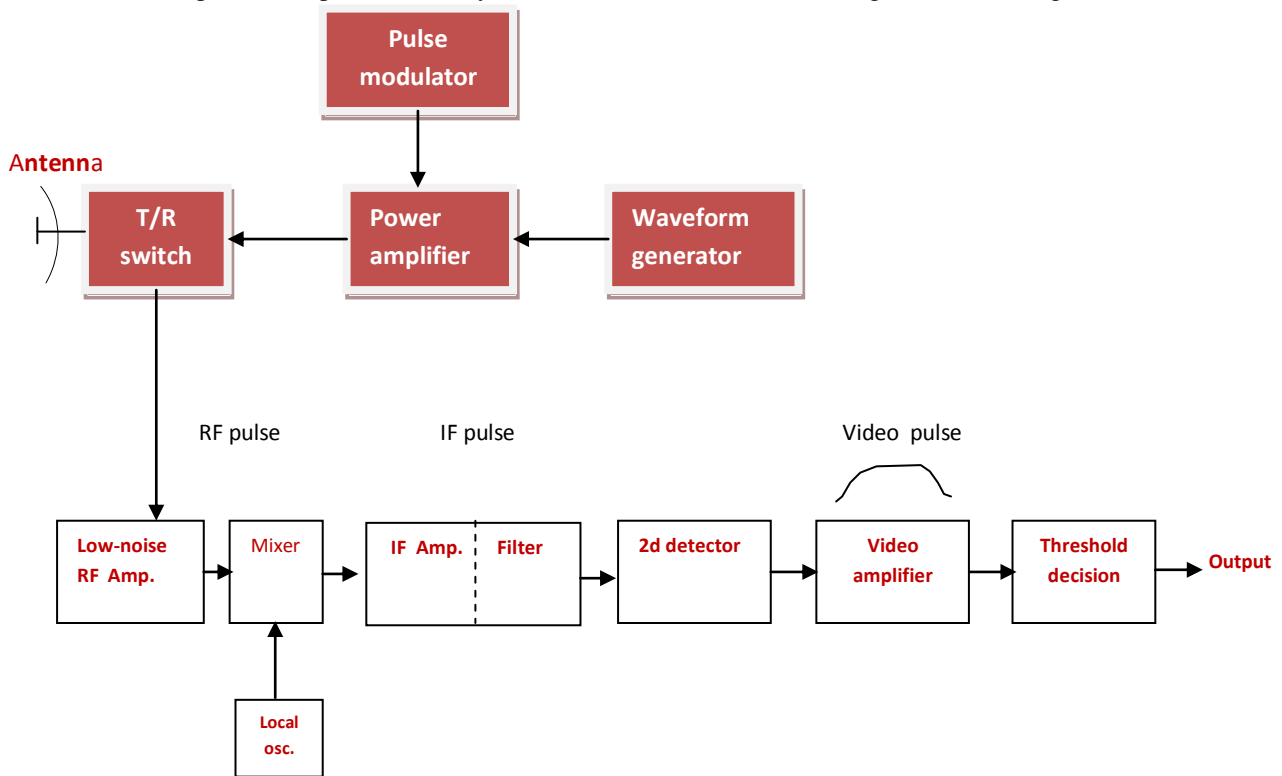 Pulse
modulator
Antenna
T/R
switch
Power
amplifier
Waveform
generator
RF pulse
IF pulse
Video pulse
Low-noise
RF Amp.
Mixer
IF Amp.
Filter
2d detector
Video
amplifier
Threshold
decision
Output
Local
osc.